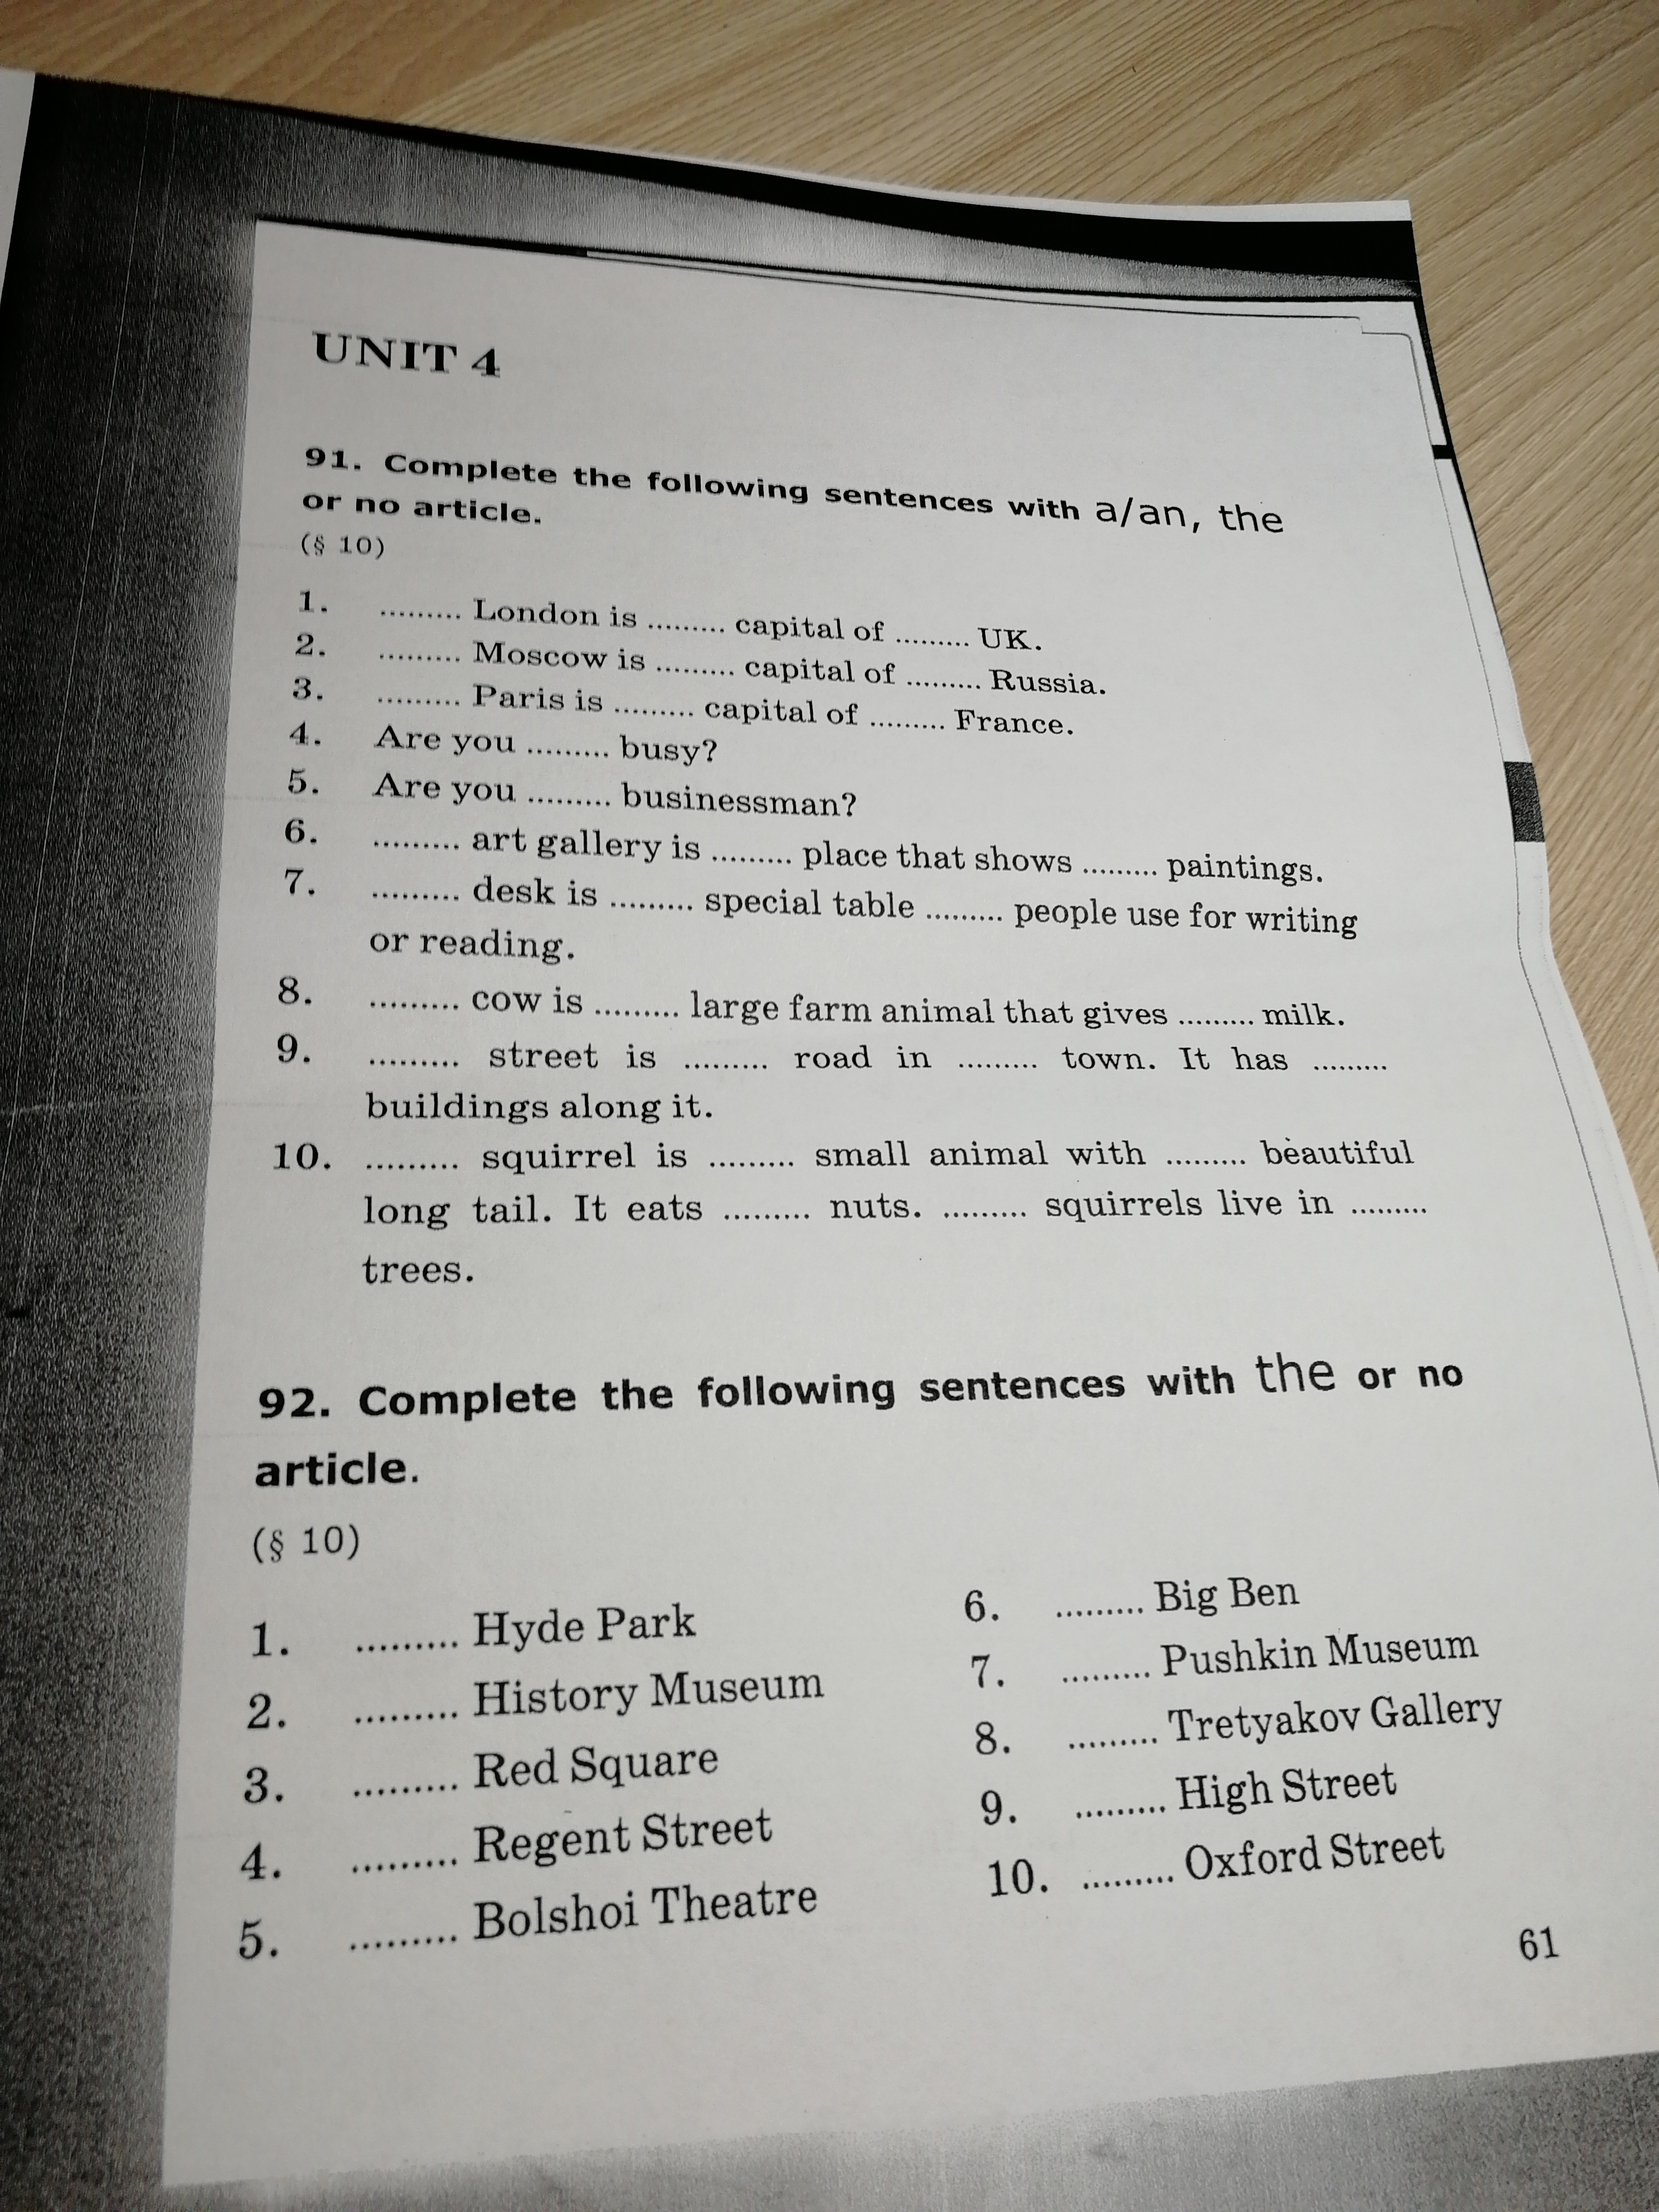 UNIT 4
91. Complete the following sentences with a/an, the
or no article.
(§ 10)
1. ......... London is ......... capital of ......... UK.
2. ......... Moscow is ......... capital of ......... Russia.
3. ......... Paris is ......... capital of ......... France.
4. Are you ......... busy?
5. Are you ......... businessman?
6. ......... art gallery is ......... place that shows ......... paintings.
7. ......... desk is ......... special table ......... people use for writing
or reading.
8. ......... cow is ......... large farm animal that gives ......... milk.
9. ......... street is ......... road in ......... town. It has .........
buildings along it.
10. ......... squirrel is ......... small animal with ......... beautiful
long tail. It eats ......... nuts. ......... squirrels live in .........
trees.
92. Complete the following sentences with the or no
article.
(§ 10)
1. ......... Hyde Park
2. ......... History Museum
3. ......... Red Square
4. ......... Regent Street
5. ......... Bolshoi Theatre
6. ......... Big Ben
7. ......... Pushkin Museum
8. ......... Tretyakov Gallery
9. ......... High Street
10. ......... Oxford Street
61